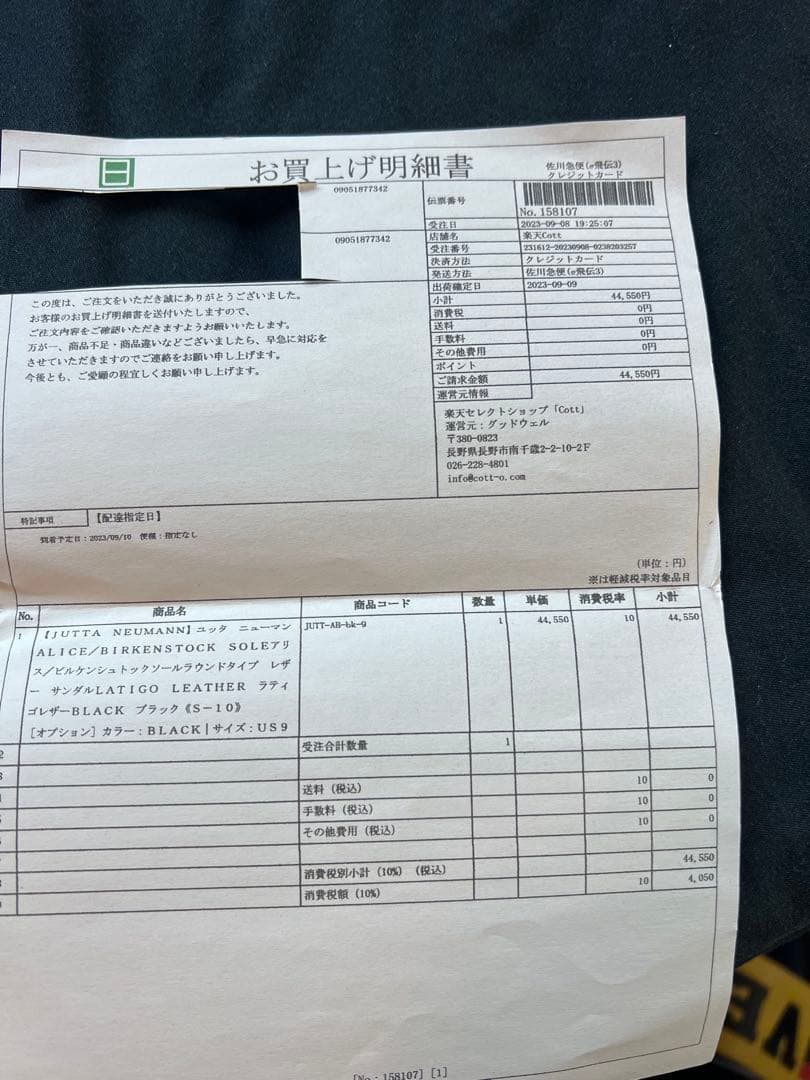 お買上げ明細書
佐川急便(e飛伝3)
クレジットカード
09051877342
09051877342
伝票番号
No. 158107
受注日 2023-09-08 19:25:07
店舗名 楽天Cott
受注番号 231612-20230908-0238203257
決済方法 クレジットカード
発送方法 佐川急便(e飛伝3)
出荷確定日 2023-09-09
小計 44,550円
消費税 0円
送料 0円
手数料 0円
その他費用 0円
ポイント
ご請求金額 44,550円
運営元情報
楽天セレクトショップ「Cott」
運営元:グッドウェル
〒380-0823
長野県長野市南千歳2-2-10-2F
026-228-4801
info@cott-o.com
この度は、ご注文をいただき誠にありがとうございました。
お客様のお買上げ明細書を送付いたしますので、
ご注文内容をご確認いただきますようお願いいたします。
万が一、商品不足・商品違いなどございましたら、早急に対応を
させていただきますのでご連絡をお願い申し上げます。
今後とも、ご愛顧の程宜しくお願い申し上げます。
特記事項 【配達指定日】
到着予定日:2023/09/10 便種:指定なし
(単位:円)
※は軽減税率対象品目
No. 商品名 商品コード 数量 単価 消費税率 小計
1 【JUTTA NEUMANN】ユッタ ニューマン JUTT-AB-bk-9 1 44,550 10 44,550
ALICE/BIRKENSTOCK SOLEアリ
ス/ビルケンシュトックソールラウンドタイプ レザ
ー サンダルLATIGO LEATHER ラティ
ゴレザーBLACK ブラック《S-10》
[オプション]カラー:BLACK|サイズ:US9
2 受注合計数量 1
3
送料(税込) 10 0
手数料(税込) 10 0
その他費用(税込) 10 0
消費税別小計(10%)(税込) 44,550
消費税額(10%) 10 4,050
[No.:158107] [1]